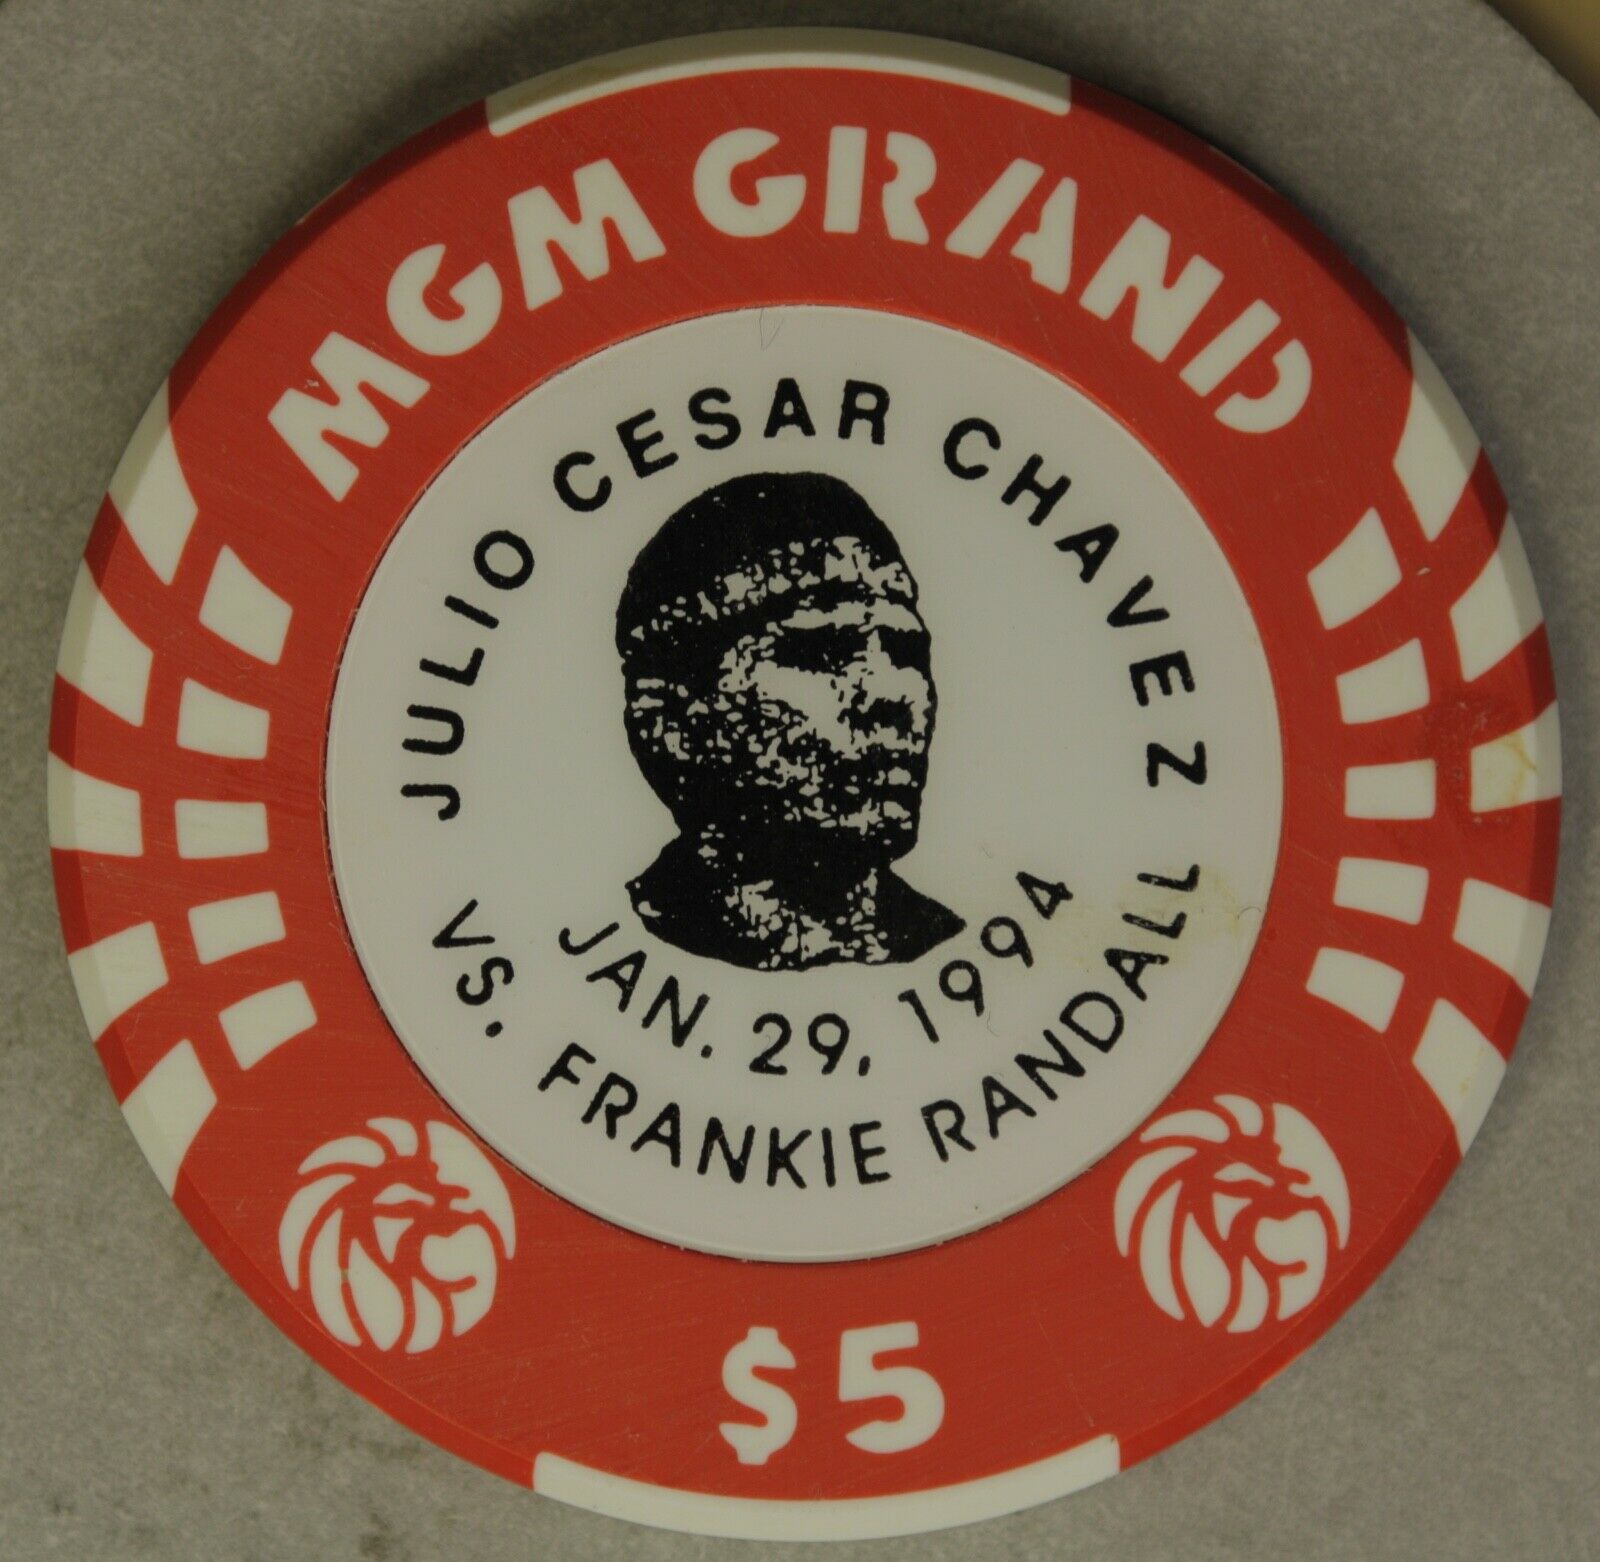 MGM GRAND
JULIO CESAR CHAVEZ
JAN. 29, 1994
VS. FRANKIE RANDALL
$5